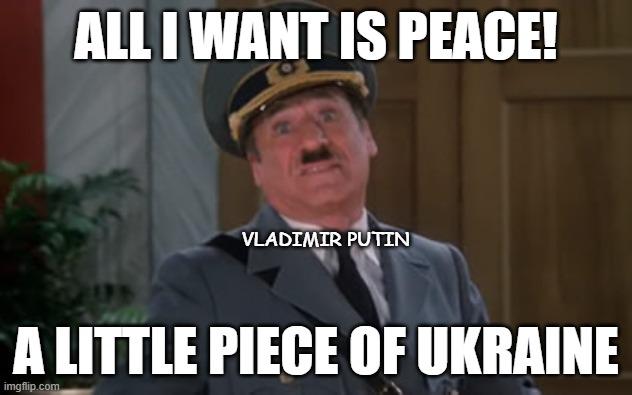 ALL I WANT IS PEACE!
VLADIMIR PUTIN
A LITTLE PIECE OF UKRAINE
imgflip.com